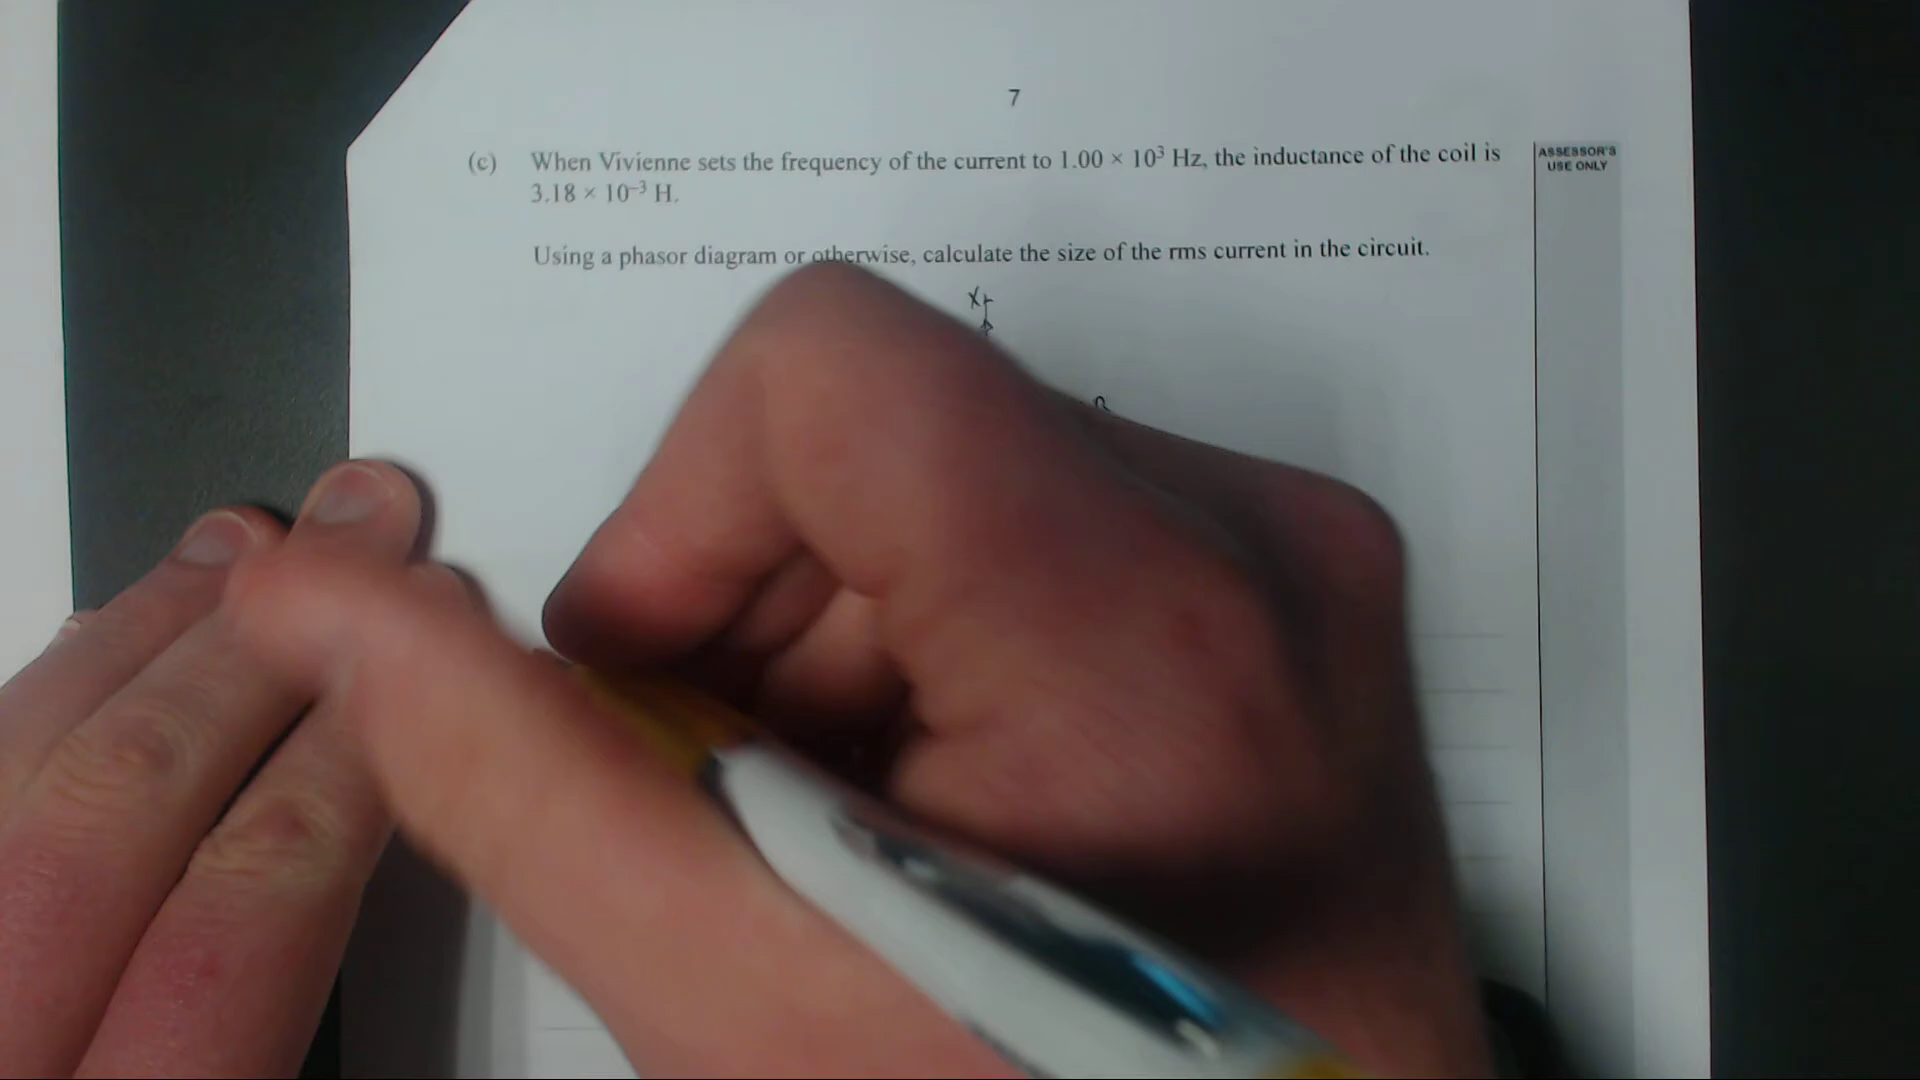 7
(c) When Vivienne sets the frequency of the current to 1.00 × 10³ Hz, the inductance of the coil is
3.18 × 10⁻³ H.
ASSESSOR'S
USE ONLY
Using a phasor diagram or otherwise, calculate the size of the rms current in the circuit.